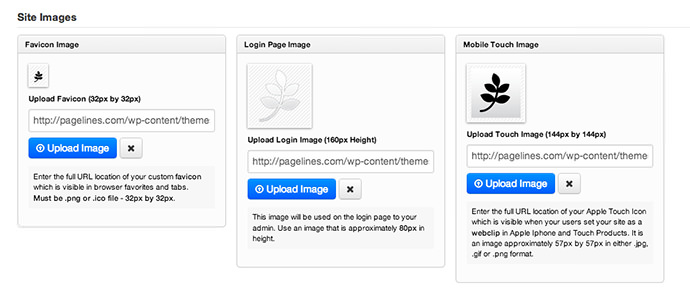 Site Images
Favicon Image
Upload Favicon (32px by 32px)
http://pagelines.com/wp-content/theme
Upload Image
Enter the full URL location of your custom favicon
which is visible in browser favorites and tabs.
Must be .png or .ico file - 32px by 32px.
Login Page Image
Upload Login Image (160px Height)
http://pagelines.com/wp-content/theme
Upload Image
This image will be used on the login page to your
admin. Use an image that is approximately 80px in
height.
Mobile Touch Image
Upload Touch Image (144px by 144px)
http://pagelines.com/wp-content/theme
Upload Image
Enter the full URL location of your Apple Touch Icon
which is visible when your users set your site as a
webclip in Apple Iphone and Touch Products. It is
an image approximately 57px by 57px in either .jpg,
.gif or .png format.